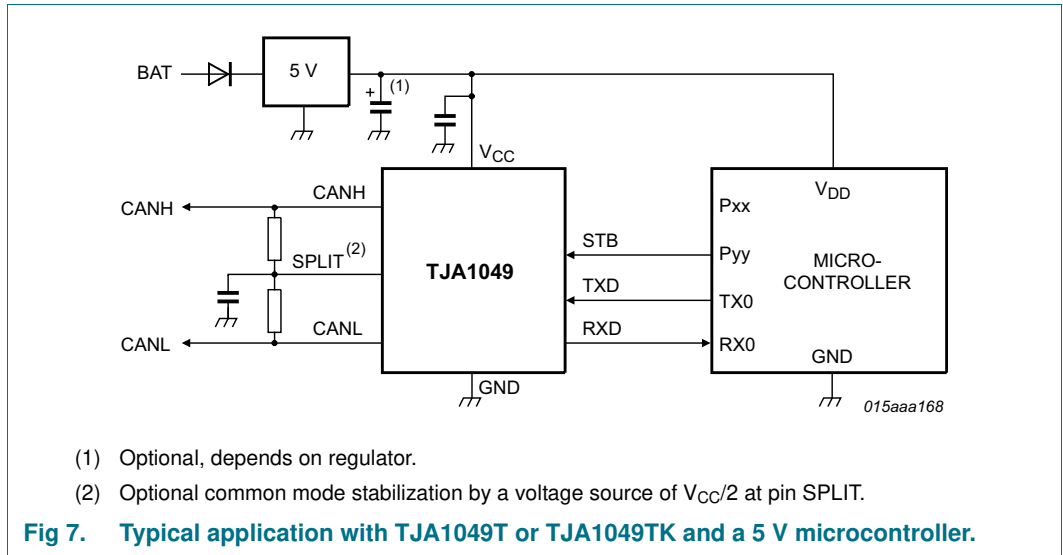 BAT
5 V
+
(1)
VCC
VDD
CANH
CANH
Pxx
SPLIT(2)
STB
Pyy
TJA1049
MICRO-
CONTROLLER
TXD
TX0
CANL
CANL
RXD
RX0
GND
GND
015aaa168
(1) Optional, depends on regulator.
(2) Optional common mode stabilization by a voltage source of VCC/2 at pin SPLIT.
Fig 7. Typical application with TJA1049T or TJA1049TK and a 5 V microcontroller.